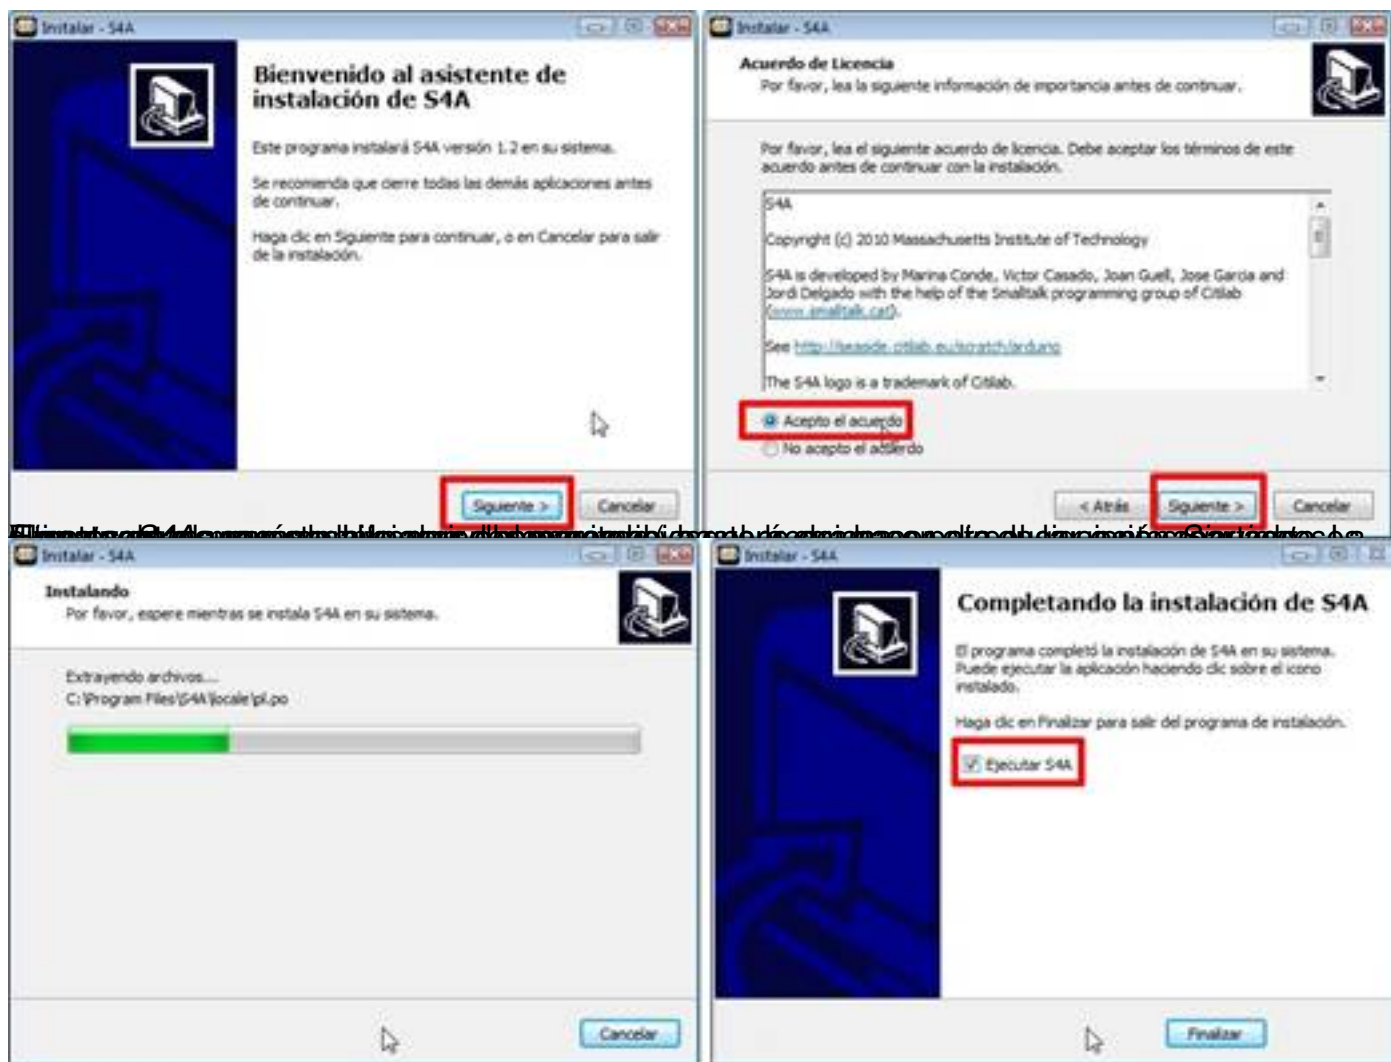 Instalar - S4A
Bienvenido al asistente de
instalación de S4A
Este programa instalará S4A versión 1.2 en su sistema.
Se recomienda que cierre todas las demás aplicaciones antes
de continuar.
Haga clic en Siguiente para continuar, o en Cancelar para salir
de la instalación.
Siguiente >
Cancelar
Instalar - S4A
Acuerdo de Licencia
Por favor, lea la siguiente información de importancia antes de continuar.
Por favor, lea el siguiente acuerdo de licencia. Debe aceptar los términos de este
acuerdo antes de continuar con la instalación.
S4A
Copyright (c) 2010 Massachusetts Institute of Technology
S4A is developed by Marina Conde, Victor Casado, Joan Guell, Jose Garcia and
Jordi Delgado with the help of the Smalltalk programming group of Citilab
(www.smalltalk.cat).
See http://seaside.citilab.eu/scratch/arduino
The S4A logo is a trademark of Citilab.
Acepto el acuerdo
No acepto el acuerdo
< Atrás
Siguiente >
Cancelar
Instalar - S4A
Instalando
Por favor, espere mientras se instala S4A en su sistema.
Extrayendo archivos...
C:\Program Files\S4A\locale\pl.po
Cancelar
Instalar - S4A
Completando la instalación de S4A
El programa completó la instalación de S4A en su sistema.
Puede ejecutar la aplicación haciendo clic sobre el icono
instalado.
Haga clic en Finalizar para salir del programa de instalación.
Ejecutar S4A
Finalizar